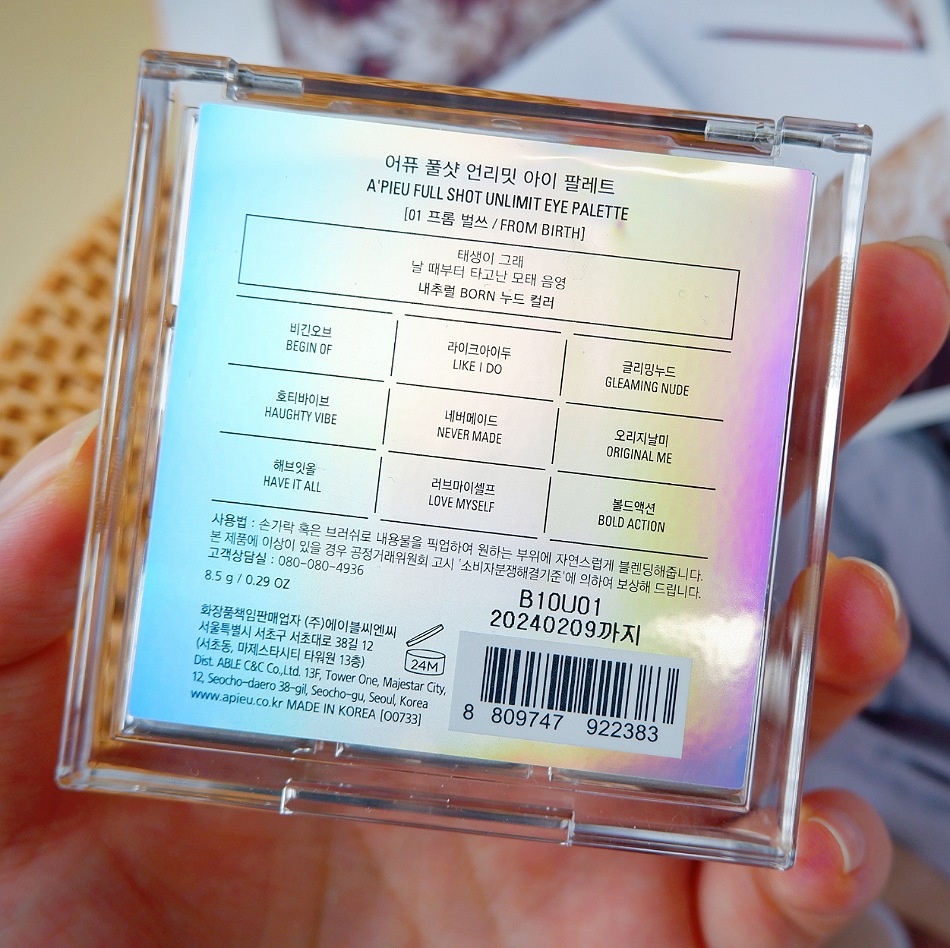 어퓨 풀샷 언리밋 아이 팔레트
A'PIEU FULL SHOT UNLIMIT EYE PALETTE
[01 프롬 벌쓰 / FROM BIRTH]
태생이 그래
날 때부터 타고난 모태 음영
내추럴 BORN 누드 컬러
비긴오브
BEGIN OF
라이크아이두
LIKE I DO
글리밍누드
GLEAMING NUDE
호티바이브
HAUGHTY VIBE
네버메이드
NEVER MADE
오리지날미
ORIGINAL ME
해브잇올
HAVE IT ALL
러브마이셀프
LOVE MYSELF
볼드액션
BOLD ACTION
사용법 : 손가락 혹은 브러쉬로 내용물을 픽업하여 원하는 부위에 자연스럽게 블렌딩해줍니다.
본 제품에 이상이 있을 경우 공정거래위원회 고시 '소비자분쟁해결기준'에 의하여 보상해 드립니다.
고객상담실 : 080-080-4936
8.5 g / 0.29 OZ
B10U01
20240209까지
화장품책임판매업자 (주)에이블씨엔씨
서울특별시 서초구 서초대로 38길 12
(서초동, 마제스타시티 타워원 13층)
Dist. ABLE C&C Co.,Ltd. 13F, Tower One, Majestar City,
12, Seocho-daero 38-gil, Seocho-gu, Seoul, Korea
www.apieu.co.kr MADE IN KOREA [O0733]
24M
8 809747 922383